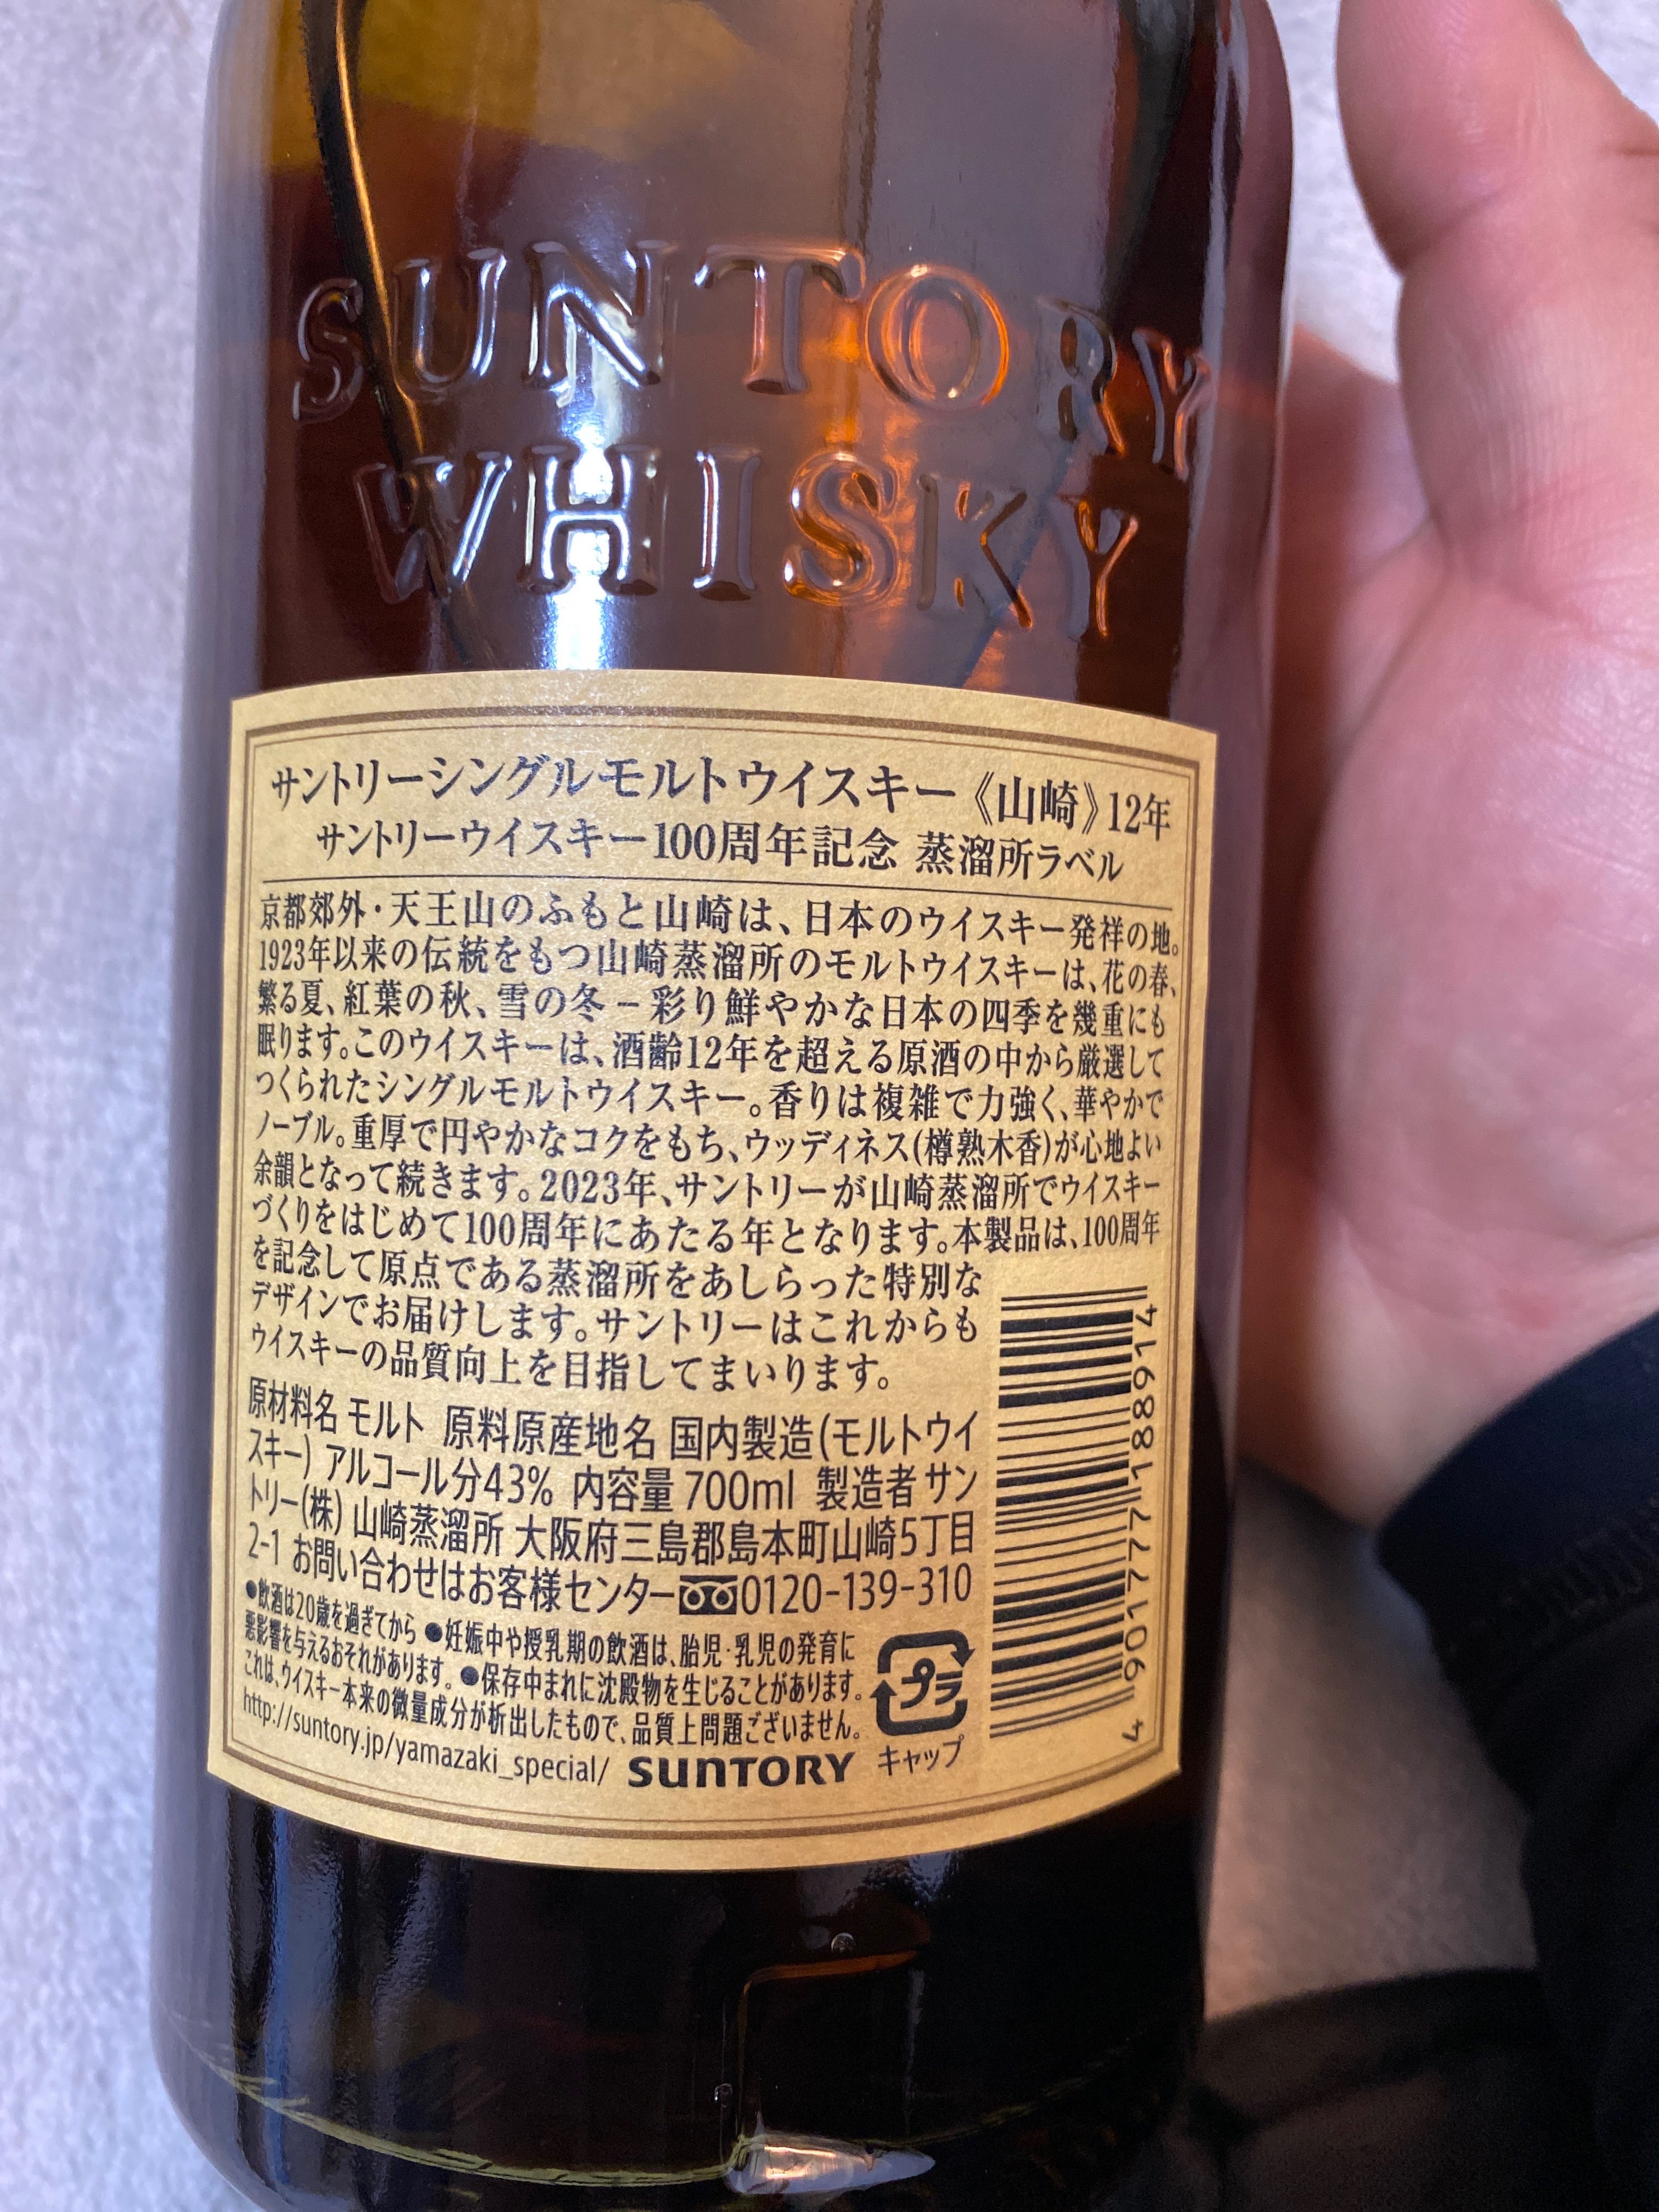 SUNTORY
WHISKY
サントリーシングルモルトウイスキー《山崎》12年
サントリーウイスキー100周年記念 蒸溜所ラベル
京都郊外・天王山のふもと山崎は、日本のウイスキー発祥の地。
1923年以来の伝統をもつ山崎蒸溜所のモルトウイスキーは、花の春、
繁る夏、紅葉の秋、雪の冬－彩り鮮やかな日本の四季を幾重にも
眠ります。このウイスキーは、酒齢12年を超える原酒の中から厳選して
つくられたシングルモルトウイスキー。香りは複雑で力強く、華やかで
ノーブル。重厚で円やかなコクをもち、ウッディネス(樽熟木香)が心地よい
余韻となって続きます。2023年、サントリーが山崎蒸溜所でウイスキー
づくりをはじめて100周年にあたる年となります。本製品は、100周年
を記念して原点である蒸溜所をあしらった特別な
デザインでお届けします。サントリーはこれからも
ウイスキーの品質向上を目指してまいります。
原材料名 モルト 原料原産地名 国内製造(モルトウイ
スキー) アルコール分43% 内容量 700ml 製造者 サン
トリー(株) 山崎蒸溜所 大阪府三島郡島本町山崎5丁目
2-1 お問い合わせはお客様センター0120-139-310
●飲酒は20歳を過ぎてから ●妊娠中や授乳期の飲酒は、胎児・乳児の発育に
悪影響を与えるおそれがあります。●保存中まれに沈殿物を生じることがあります。
これは、ウイスキー本来の微量成分が析出したもので、品質上問題ございません。
http://suntory.jp/yamazaki_special/ SUNTORY
プラ
キャップ
4 901777 188914